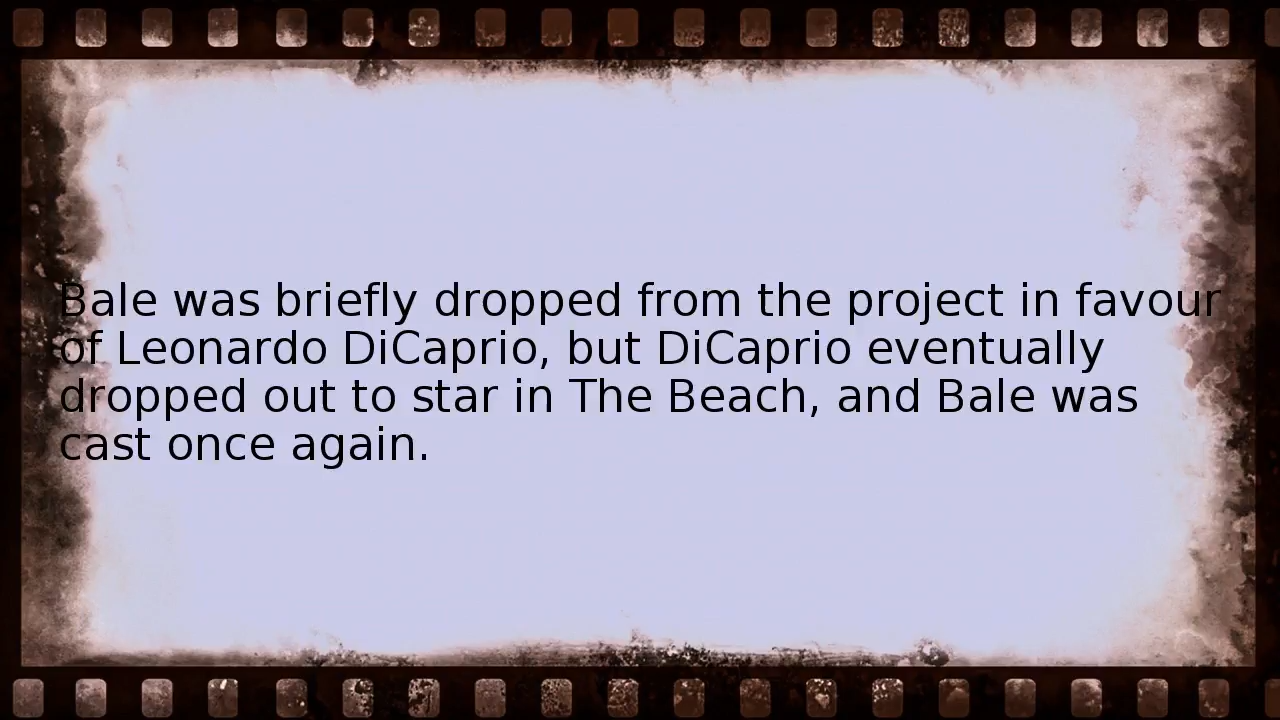 Bale was briefly dropped from the project in favour
of Leonardo DiCaprio, but DiCaprio eventually
dropped out to star in The Beach, and Bale was
cast once again.